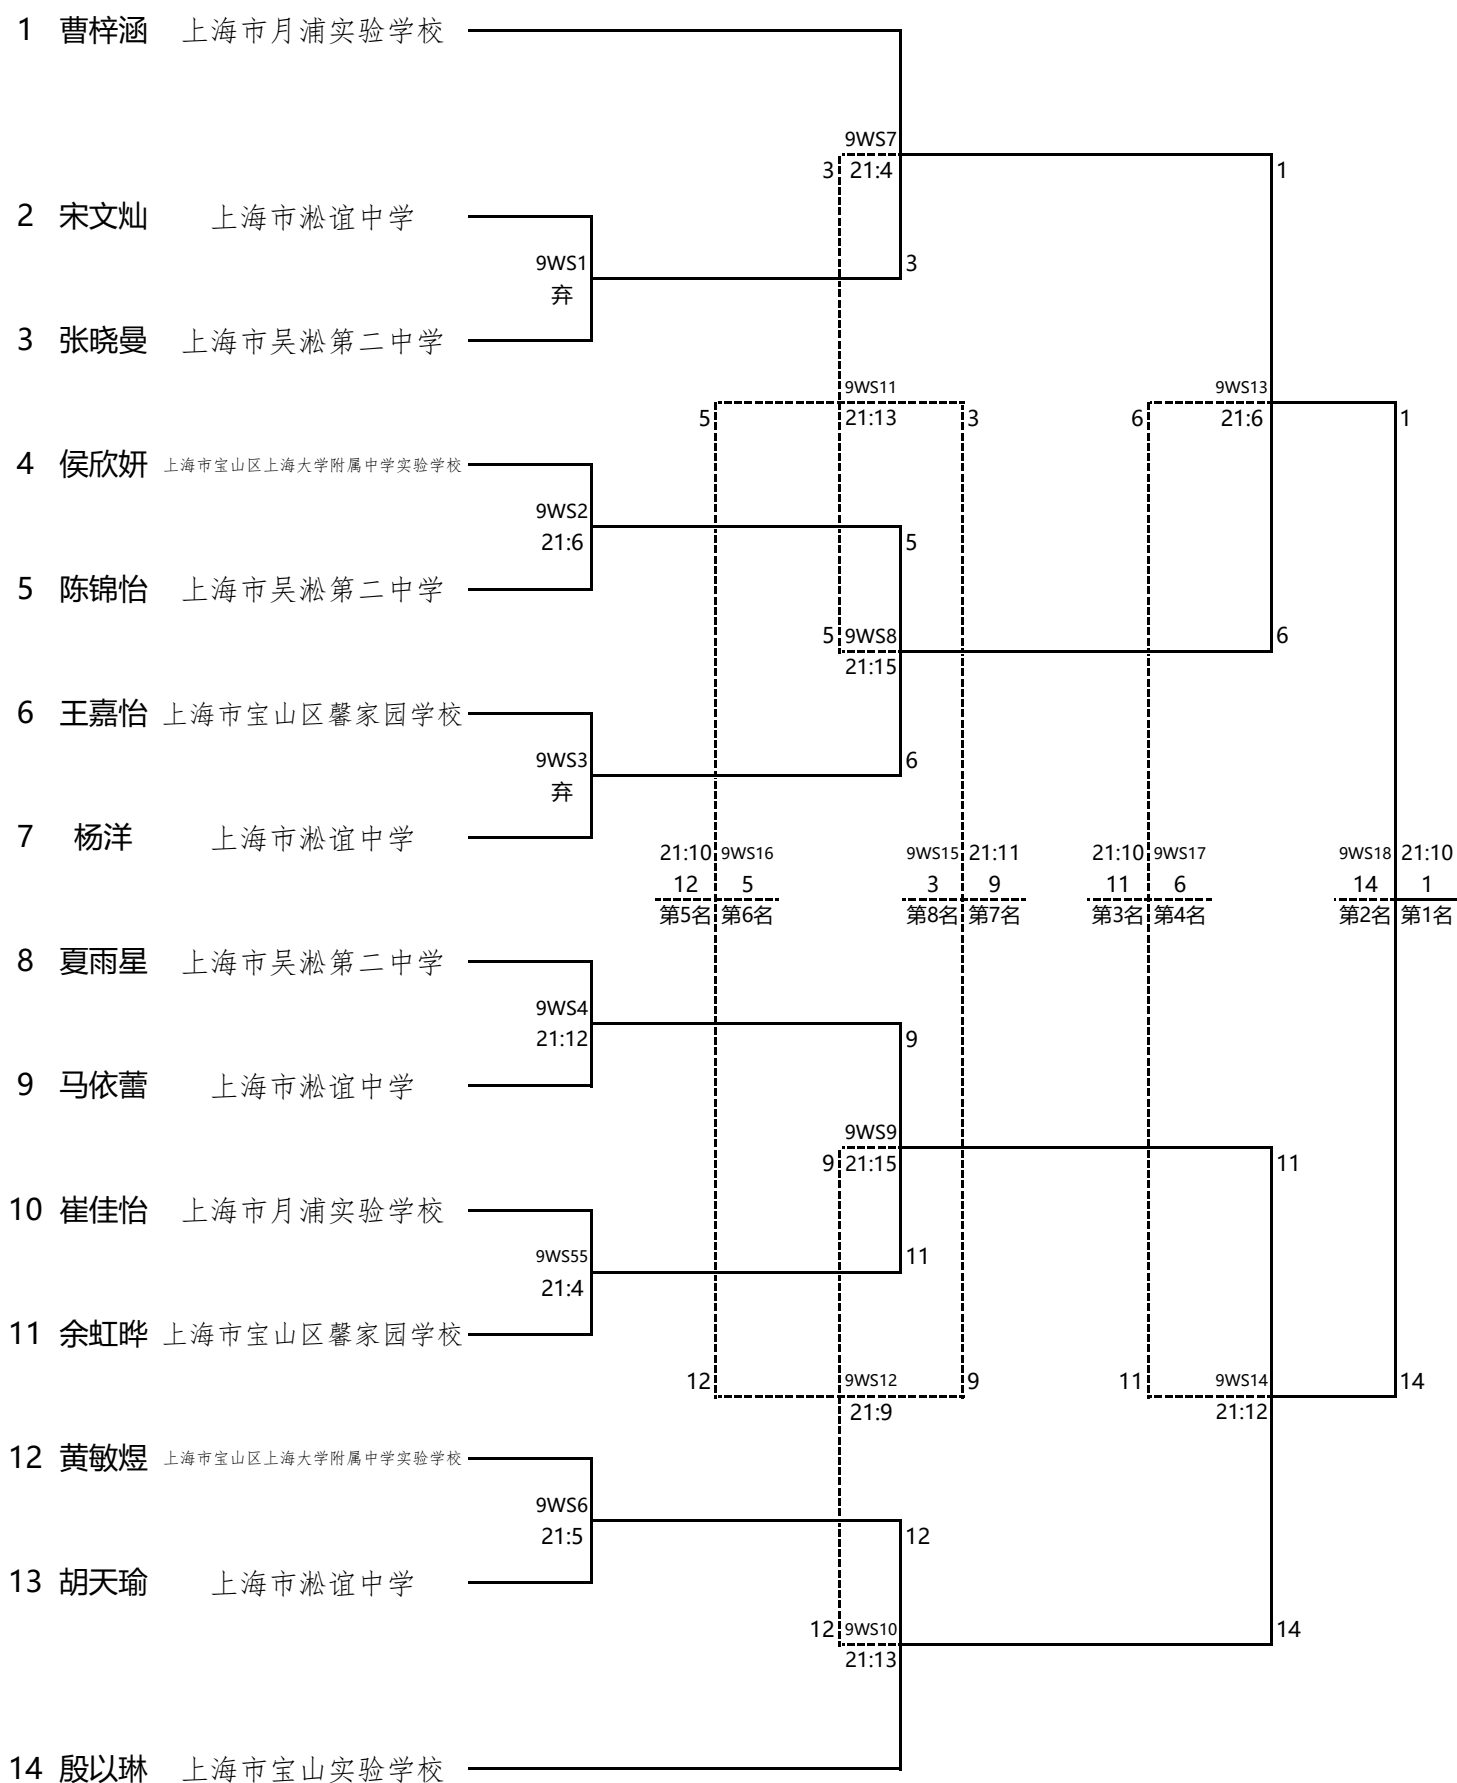 1 曹梓涵 上海市月浦实验学校
9WS7
3 21:4 1
2 宋文灿 上海市淞谊中学
9WS1 3
弃
3 张晓曼 上海市吴淞第二中学
9WS11 9WS13
5 21:13 3 6 21:6 1
4 侯欣妍 上海市宝山区上海大学附属中学实验学校
9WS2
21:6 5
5 陈锦怡 上海市吴淞第二中学
5 9WS8 6
21:15
6 王嘉怡 上海市宝山区馨家园学校
9WS3 6
弃
7 杨洋 上海市淞谊中学
21:10 9WS16 9WS15 21:11 21:10 9WS17 9WS18 21:10
12 5 3 9 11 6 14 1
第5名 第6名 第8名 第7名 第3名 第4名 第2名 第1名
8 夏雨星 上海市吴淞第二中学
9WS4
21:12 9
9 马依蕾 上海市淞谊中学
9WS9
9 21:15 11
10 崔佳怡 上海市月浦实验学校
9WS55 11
21:4
11 余虹晔 上海市宝山区馨家园学校
12 9WS12 9 11 9WS14 14
21:9 21:12
12 黄敏煜 上海市宝山区上海大学附属中学实验学校
9WS6
21:5 12
13 胡天瑜 上海市淞谊中学
12 9WS10 14
21:13
14 殷以琳 上海市宝山实验学校